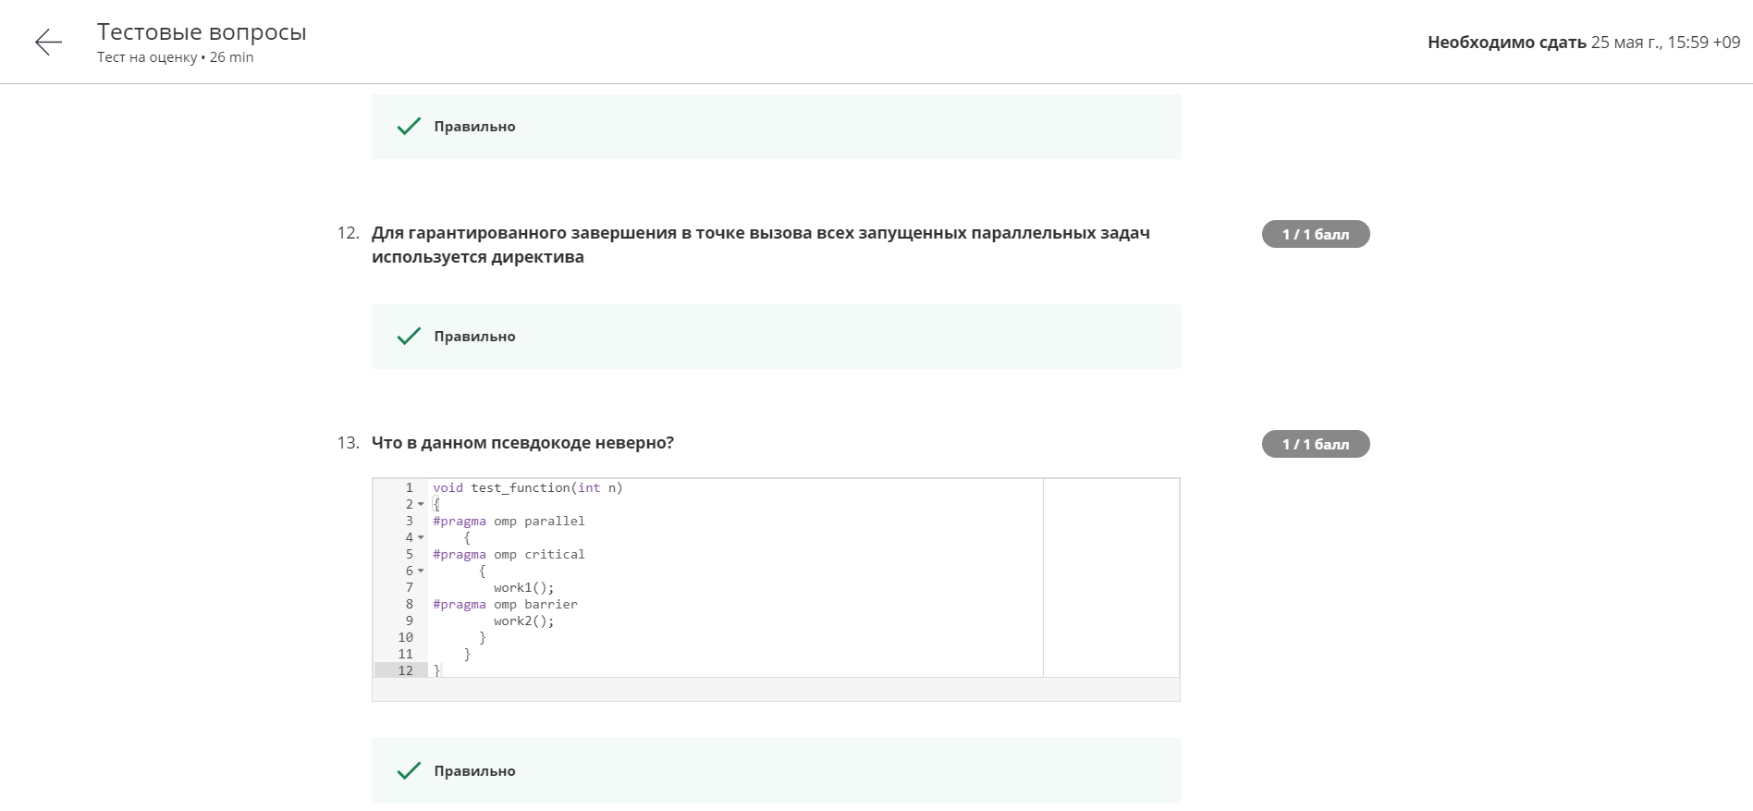 Тестовые вопросы
Тест на оценку • 26 min
Необходимо сдать 25 мая г., 15:59 +09
Правильно
12. Для гарантированного завершения в точке вызова всех запущенных параллельных задач
используется директива
1 / 1 балл
Правильно
13. Что в данном псевдокоде неверно?
1 / 1 балл
1 void test_function(int n)
2 {
3 #pragma omp parallel
4 {
5 #pragma omp critical
6 {
7 work1();
8 #pragma omp barrier
9 work2();
10 }
11 }
12 }
Правильно